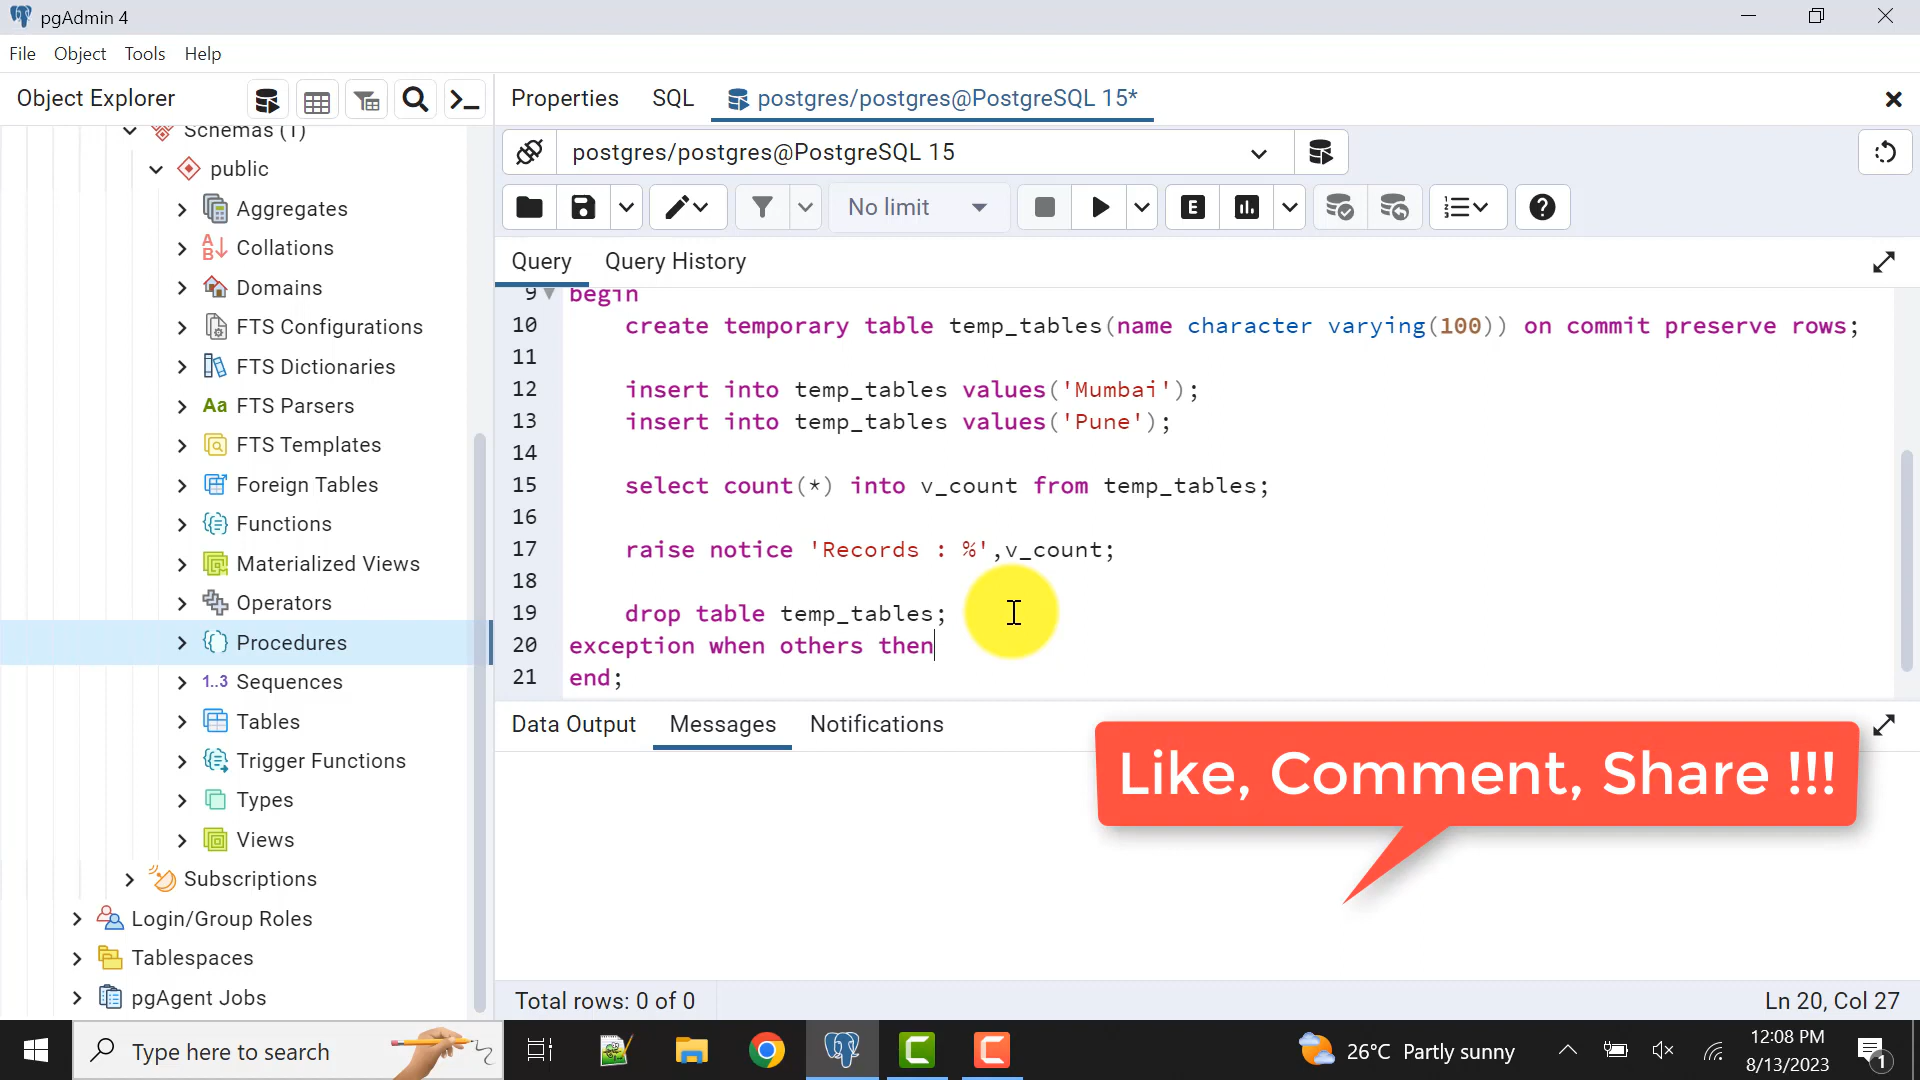 pgAdmin 4
File Object Tools Help
Object Explorer
Properties SQL postgres/postgres@PostgreSQL 15*
postgres/postgres@PostgreSQL 15
No limit
Query Query History
Schemas (1)
public
Aggregates
Collations
Domains
FTS Configurations
FTS Dictionaries
FTS Parsers
FTS Templates
Foreign Tables
Functions
Materialized Views
Operators
Procedures
1..3 Sequences
Tables
Trigger Functions
Types
Views
Subscriptions
Login/Group Roles
Tablespaces
pgAgent Jobs
9 begin
10 create temporary table temp_tables(name character varying(100)) on commit preserve rows;
11
12 insert into temp_tables values('Mumbai');
13 insert into temp_tables values('Pune');
14
15 select count(*) into v_count from temp_tables;
16
17 raise notice 'Records : %',v_count;
18
19 drop table temp_tables;
20 exception when others then
21 end;
Data Output Messages Notifications
Like, Comment, Share !!!
Total rows: 0 of 0
Ln 20, Col 27
Type here to search
26°C Partly sunny
12:08 PM
8/13/2023
1